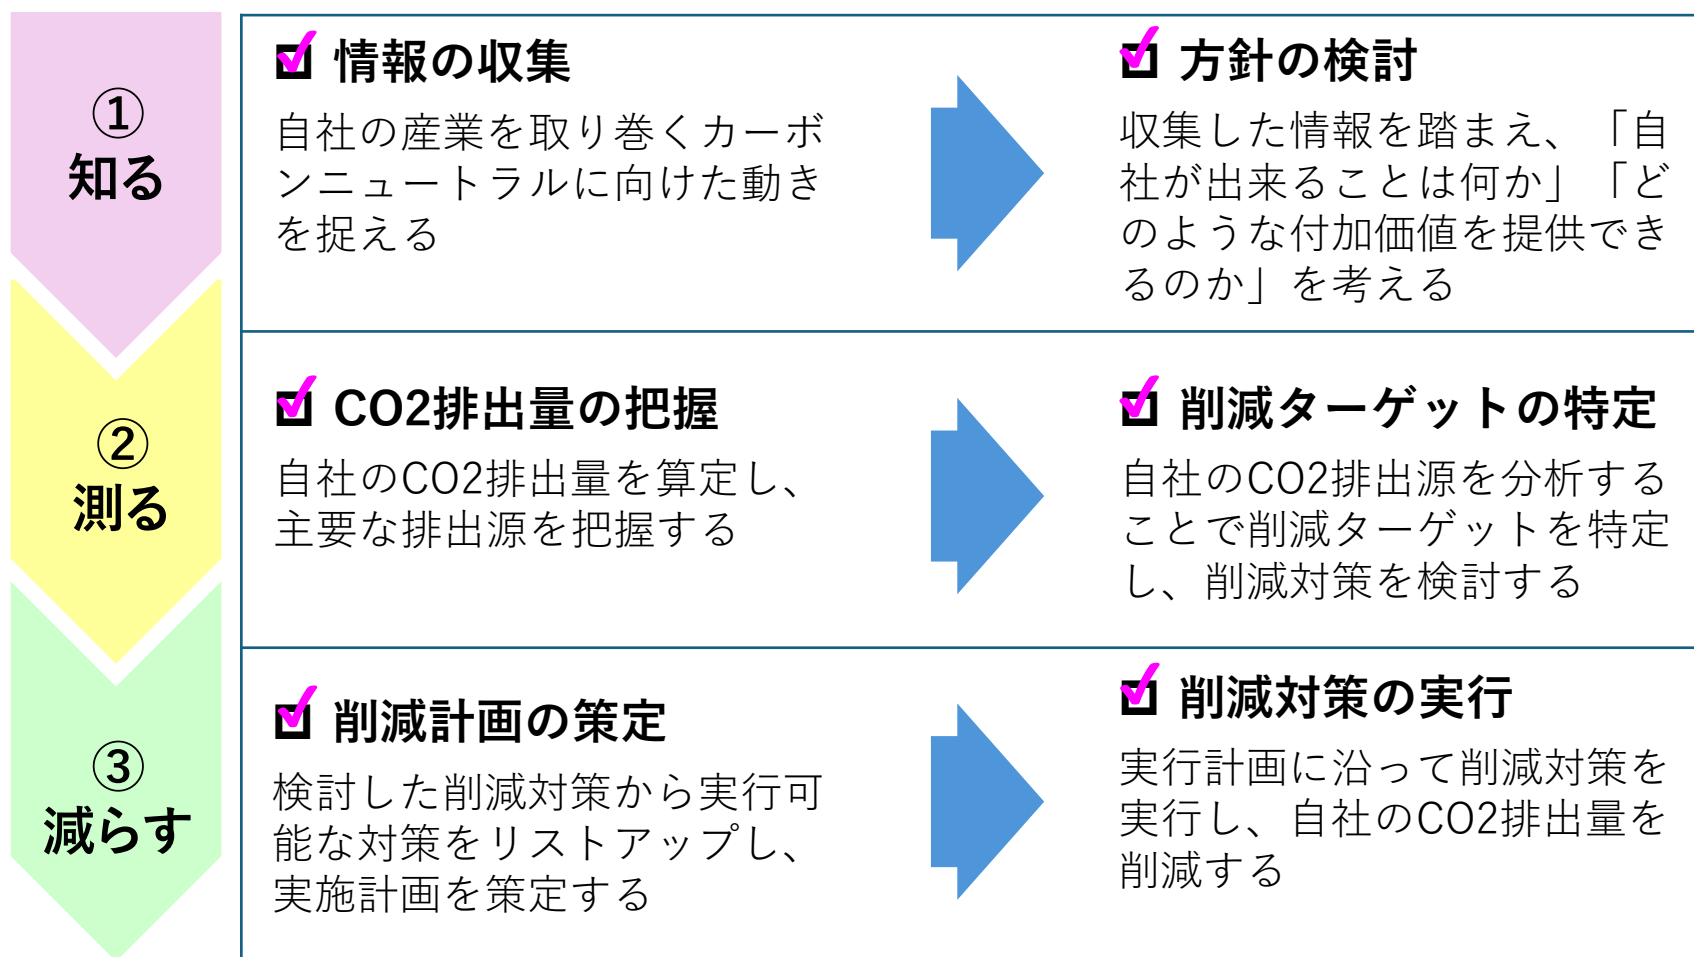 ①
知る
情報の収集
自社の産業を取り巻くカーボ
ンニュートラルに向けた動き
を捉える
方針の検討
収集した情報を踏まえ、「自
社が出来ることは何か」「ど
のような付加価値を提供でき
るのか」を考える
②
測る
CO2排出量の把握
自社のCO2排出量を算定し、
主要な排出源を把握する
削減ターゲットの特定
自社のCO2排出源を分析する
ことで削減ターゲットを特定
し、削減対策を検討する
③
減らす
削減計画の策定
検討した削減対策から実行可
能な対策をリストアップし、
実施計画を策定する
削減対策の実行
実行計画に沿って削減対策を
実行し、自社のCO2排出量を
削減する